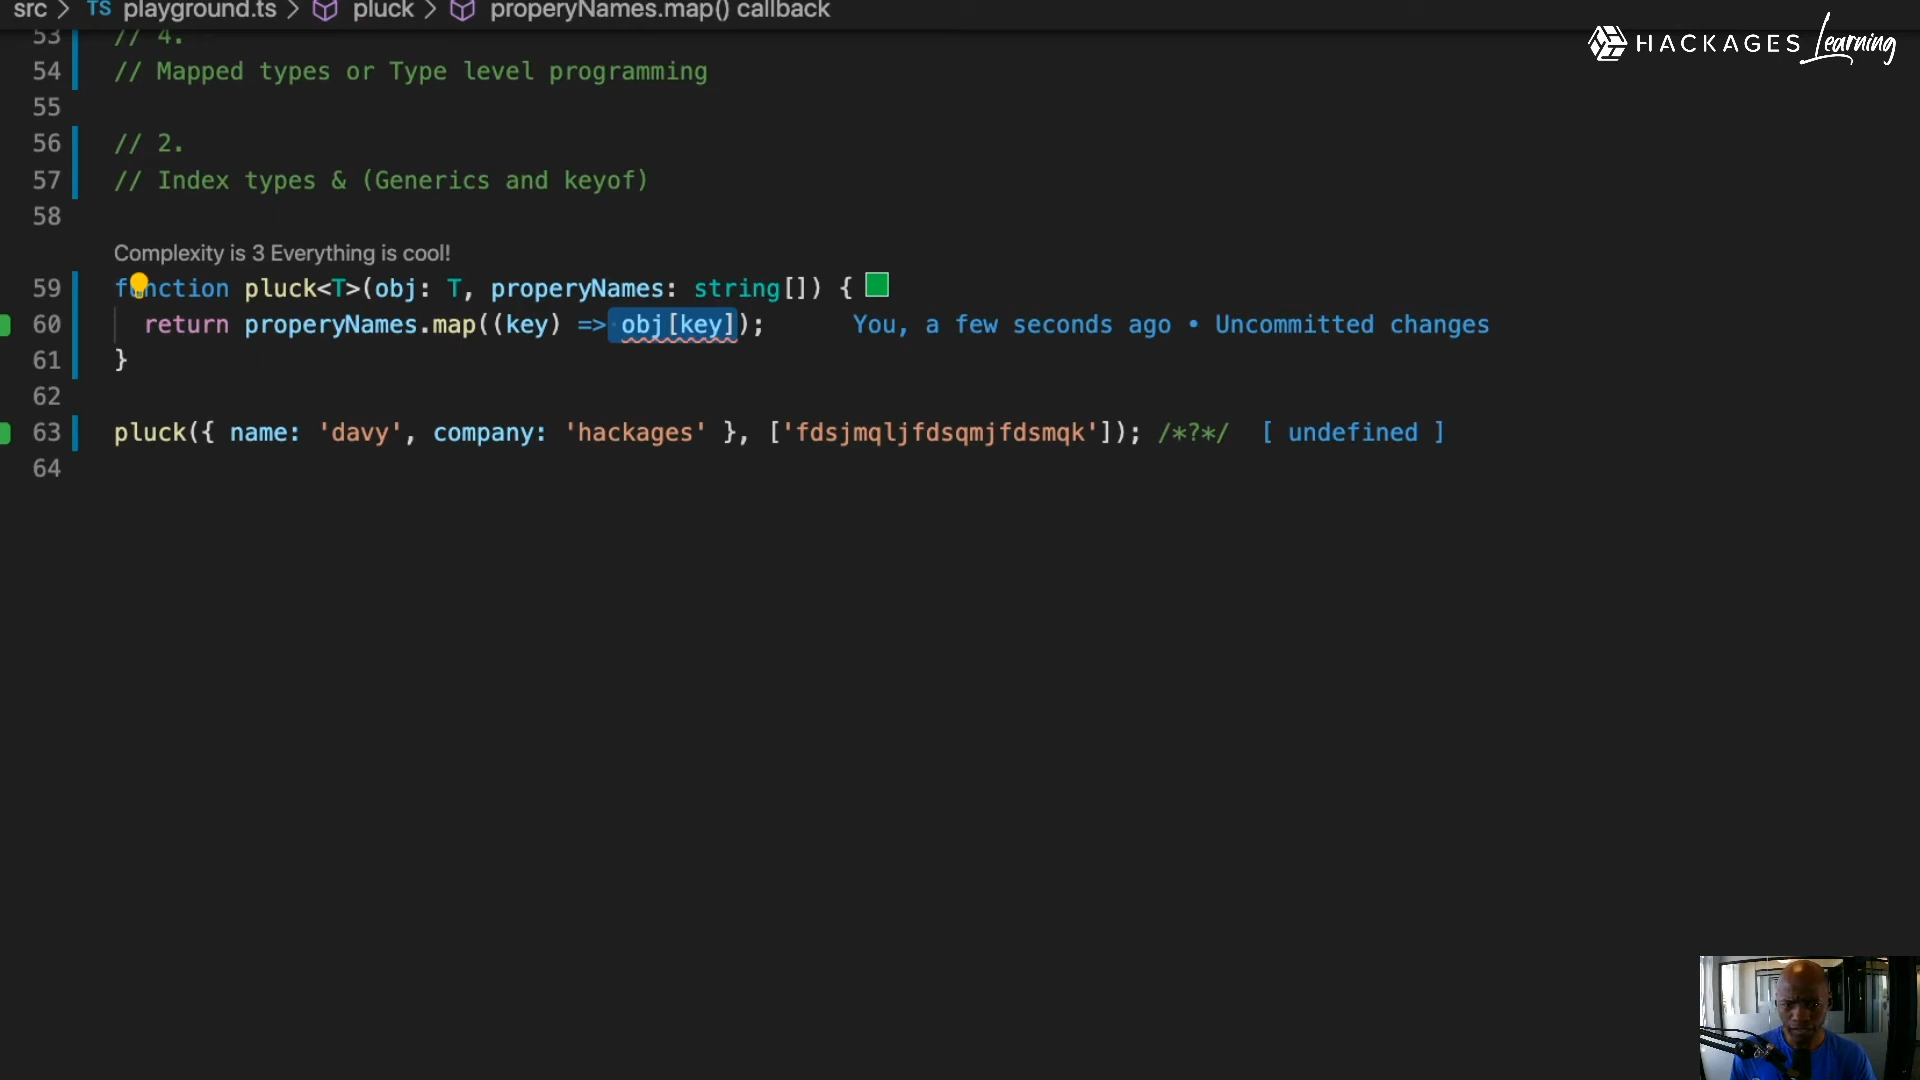 src > TS playground.ts > pluck > properyNames.map() callback
HACKAGES Learning
53 // 4.
54 // Mapped types or Type level programming
55
56 // 2.
57 // Index types & (Generics and keyof)
58
Complexity is 3 Everything is cool!
59 function pluck<T>(obj: T, properyNames: string[]) {
60 return properyNames.map((key) => obj[key]); You, a few seconds ago • Uncommitted changes
61 }
62
63 pluck({ name: 'davy', company: 'hackages' }, ['fdsjmqljfdsqmjfdsmqk']); /*?*/ [ undefined ]
64